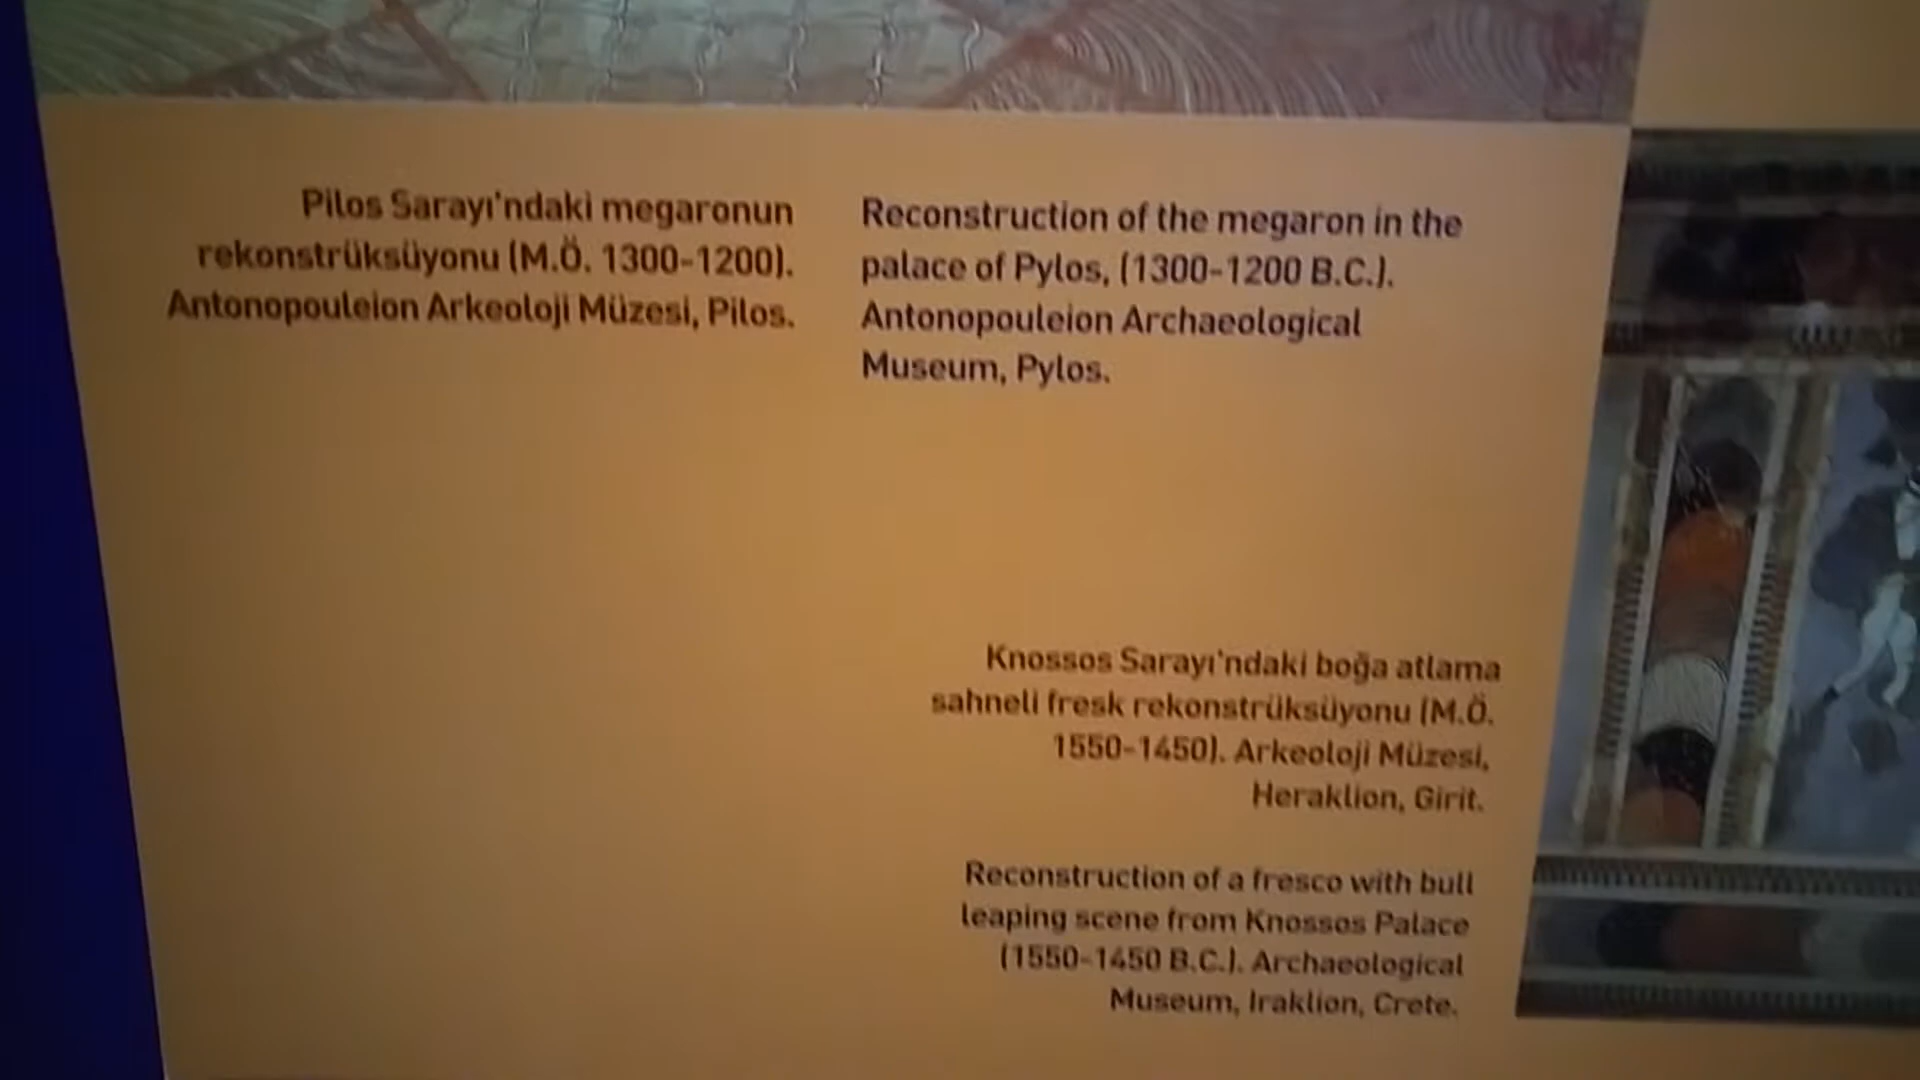 Pilos Sarayı'ndaki megaronun
rekonstrüksüyonu (M.Ö. 1300-1200).
Antonopouleion Arkeoloji Müzesi, Pilos.
Reconstruction of the megaron in the
palace of Pylos, (1300-1200 B.C.).
Antonopouleion Archaeological
Museum, Pylos.
Knossos Sarayı'ndaki boğa atlama
sahneli fresk rekonstrüksüyonu (M.Ö.
1550-1450). Arkeoloji Müzesi,
Heraklion, Girit.
Reconstruction of a fresco with bull
leaping scene from Knossos Palace
(1550-1450 B.C.). Archaeological
Museum, Iraklion, Crete.